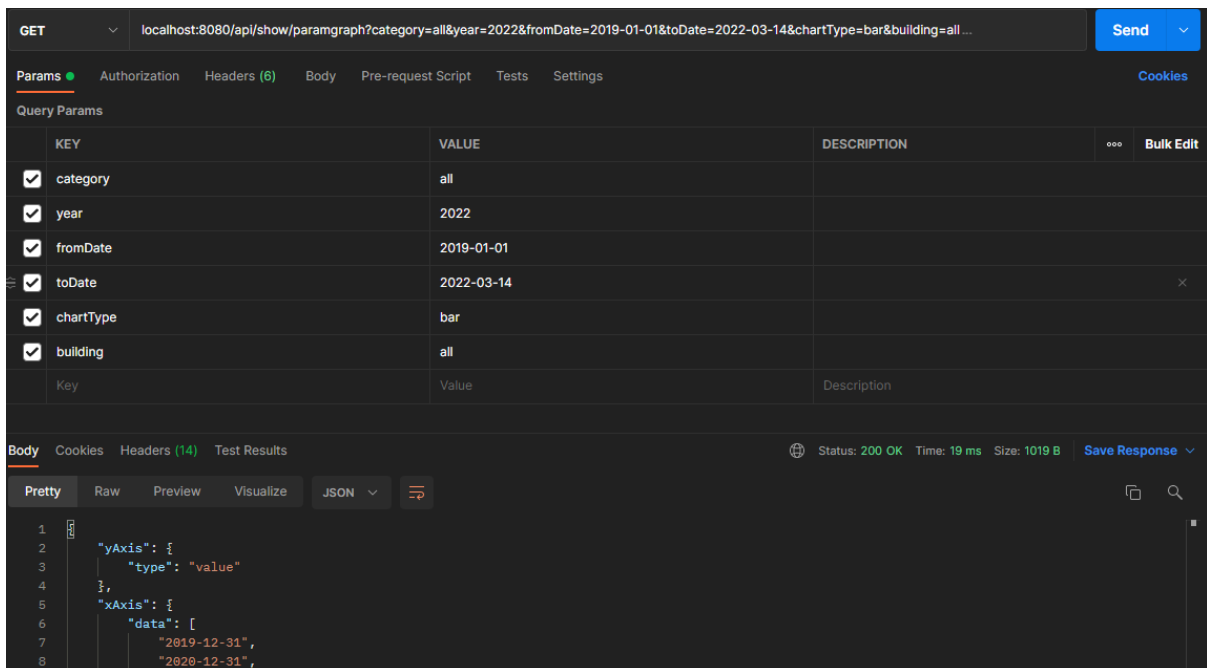 GET localhost:8080/api/show/paramgraph?category=all&year=2022&fromDate=2019-01-01&toDate=2022-03-14&chartType=bar&building=all ... Send
Params Authorization Headers (6) Body Pre-request Script Tests Settings Cookies
Query Params
KEY VALUE DESCRIPTION ooo Bulk Edit
category all
year 2022
fromDate 2019-01-01
toDate 2022-03-14
chartType bar
building all
Key Value Description
Body Cookies Headers (14) Test Results Status: 200 OK Time: 19 ms Size: 1019 B Save Response
Pretty Raw Preview Visualize JSON
1 {
2 "yAxis": {
3 "type": "value"
4 },
5 "xAxis": {
6 "data": [
7 "2019-12-31",
8 "2020-12-31",